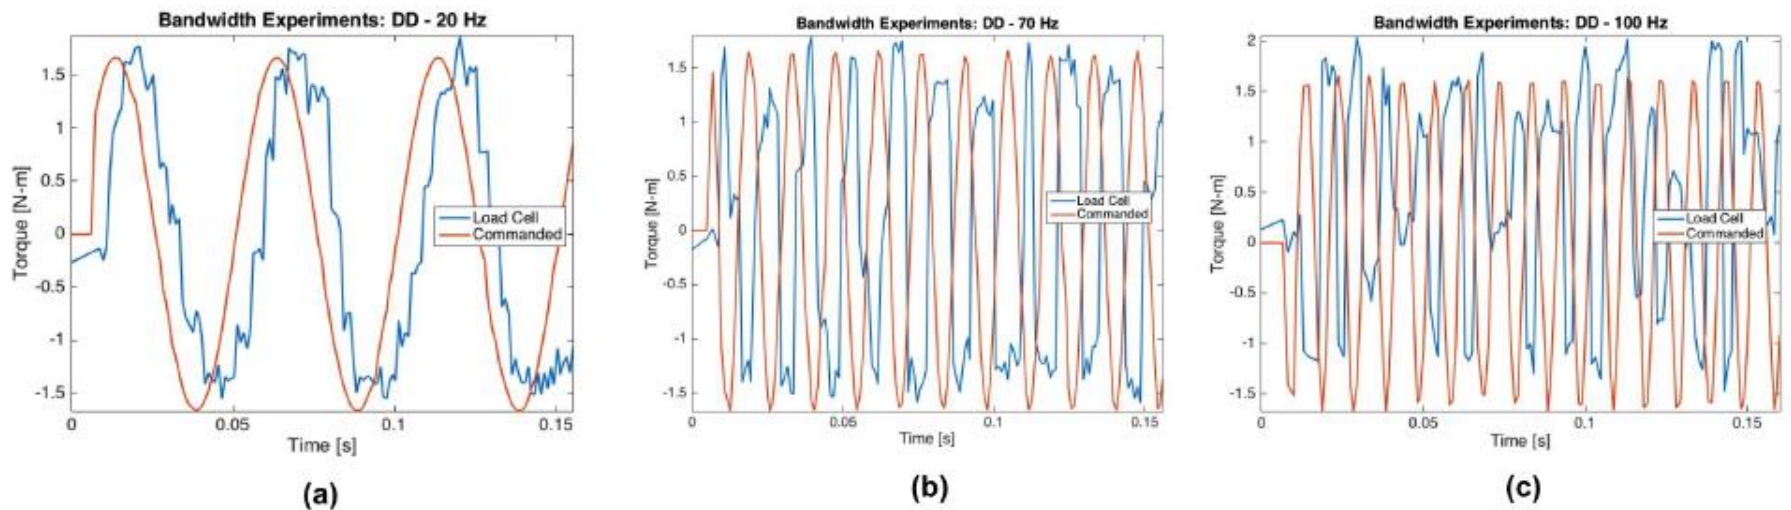 Bandwidth Experiments: DD - 20 Hz
1.5
1
0.5
0
-0.5
-1
-1.5
Torque [N-m]
Load Cell
Commanded
0
0.05
0.1
0.15
Time [s]
(a)
Bandwidth Experiments: DD - 70 Hz
1.5
1
0.5
0
-0.5
-1
-1.5
Torque [N-m]
Load Cell
Commanded
0
0.05
0.1
0.15
Time [s]
(b)
Bandwidth Experiments: DD - 100 Hz
2
1.5
1
0.5
0
-0.5
-1
-1.5
Torque [N-m]
Load Cell
Commanded
0
0.05
0.1
0.15
Time [s]
(c)